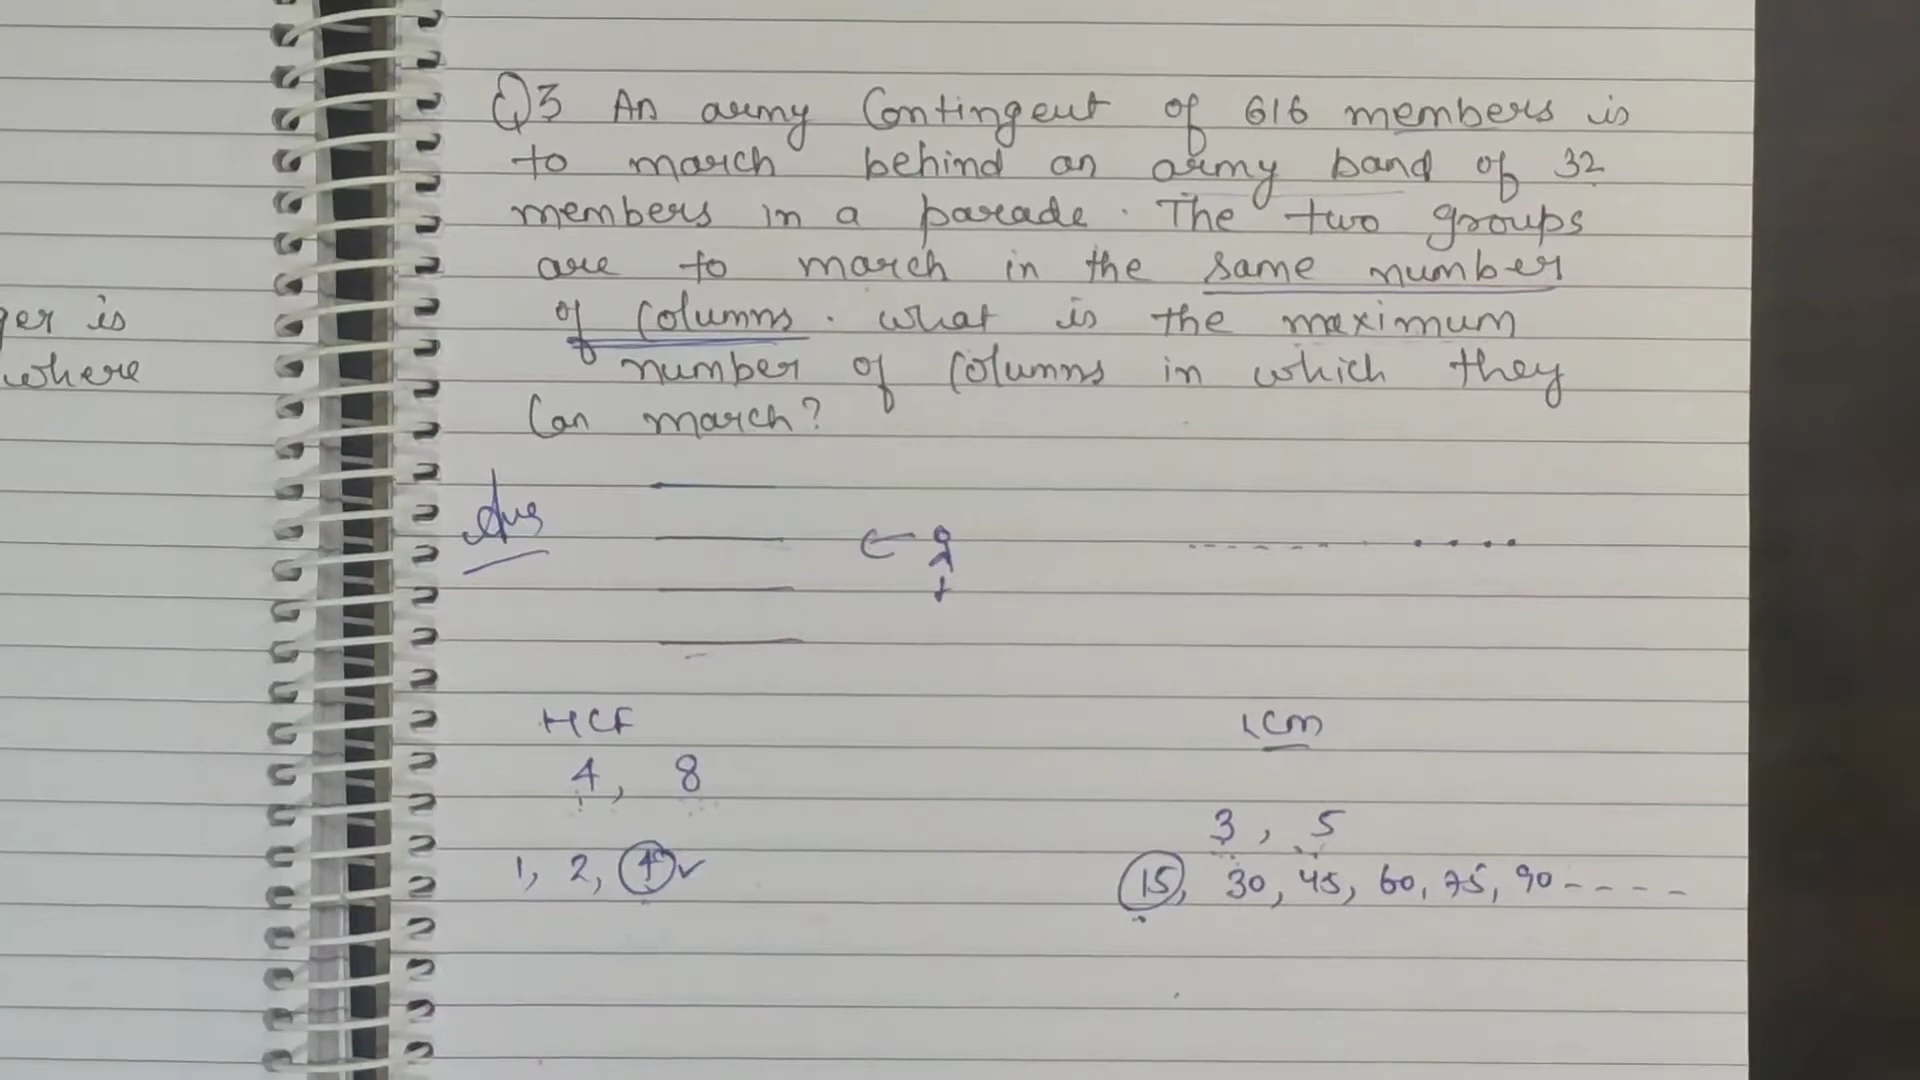 ger is
where
Q3 An army Contingent of 616 members is
to march behind an army band of 32
members in a parade. The two groups
are to march in the same number
of columns. what is the maximum
number of columns in which they
Can march?
Ans
HCF
LCM
4, 8
3, 5
1, 2, 4
15, 30, 45, 60, 75, 90----